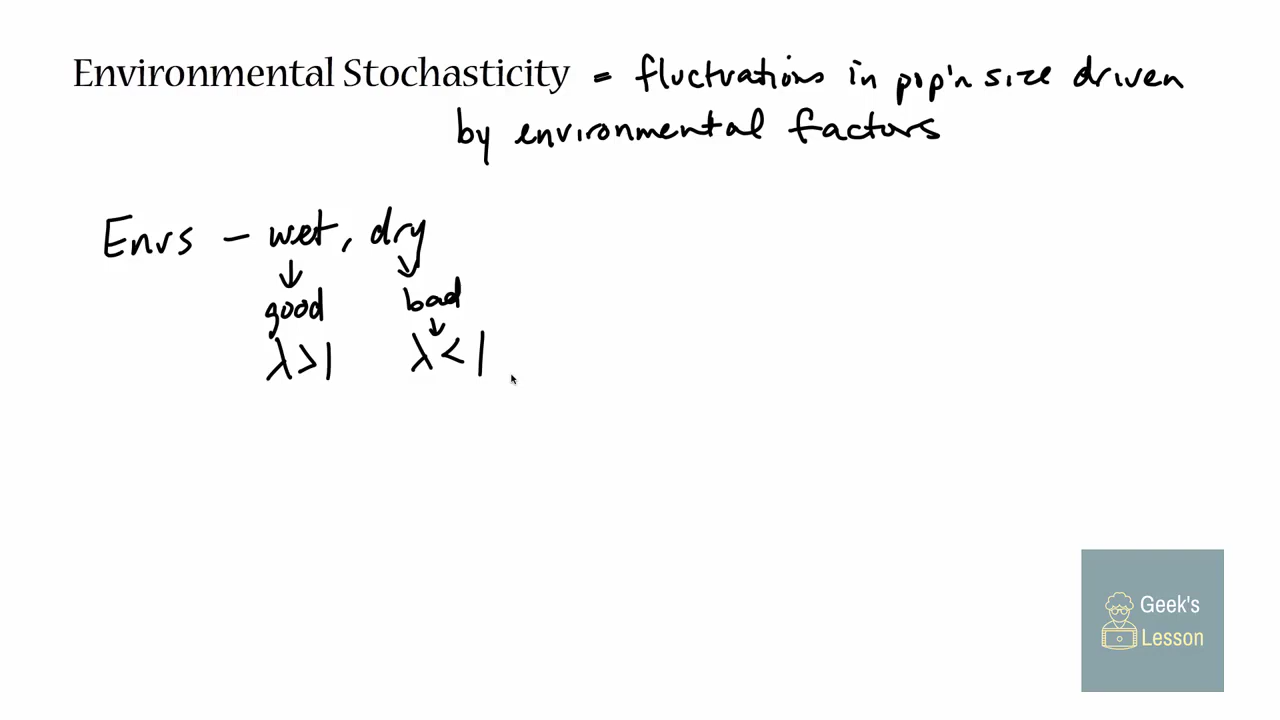 Environmental Stochasticity = fluctuations in pop'n size driven
by environmental factors
Envs – wet, dry
↓ ↓
good bad
↓
λ>1 λ<1
Geek's
Lesson